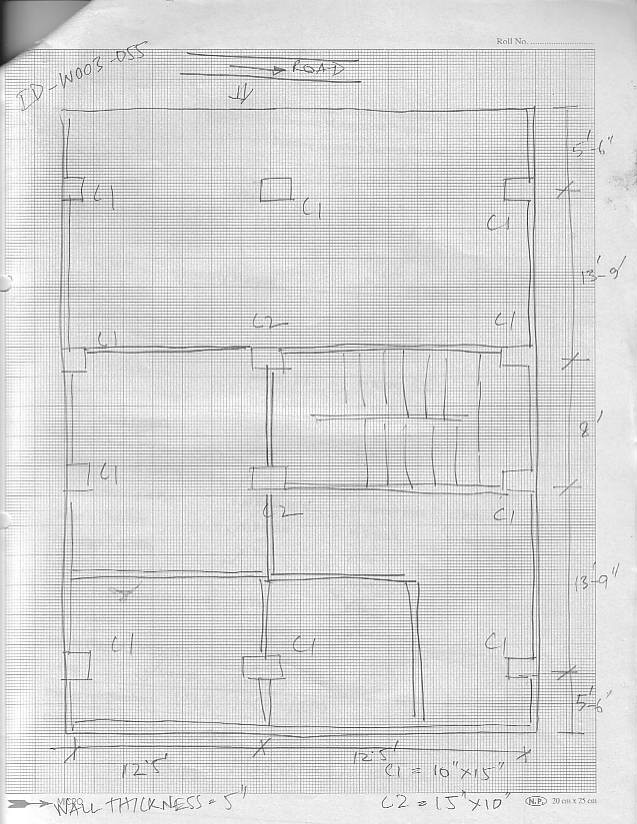 Roll No.
ID-W003-055
ROAD
5'-6"
C1
C1
C1
13'-9'
C1
C2
C1
8'
C1
C2
C1
13'-9"
C1
C1
C1
5'-6"
12'5'
12'5'
C1 = 10"x15"
WALL THICKNESS = 5"
C2 = 15"x10"
N.P. 20 cm x 25 cm